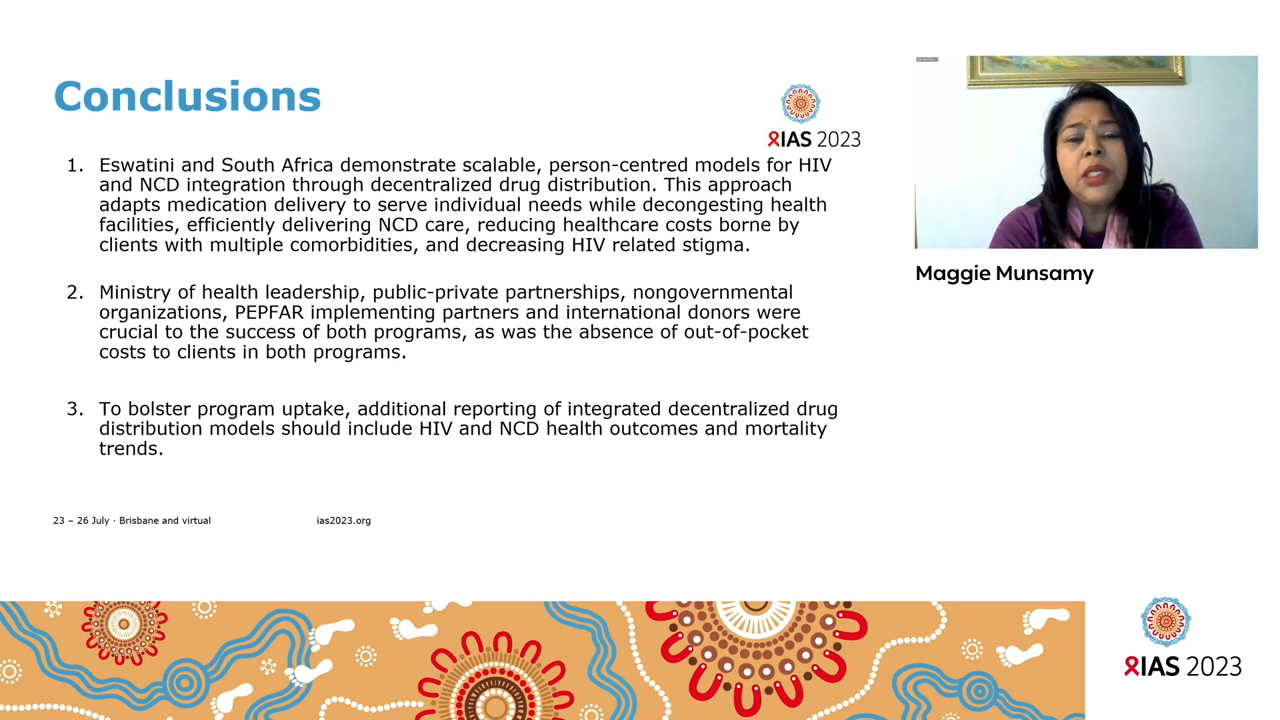 Conclusions
IAS 2023
1. Eswatini and South Africa demonstrate scalable, person-centred models for HIV
and NCD integration through decentralized drug distribution. This approach
adapts medication delivery to serve individual needs while decongesting health
facilities, efficiently delivering NCD care, reducing healthcare costs borne by
clients with multiple comorbidities, and decreasing HIV related stigma.
2. Ministry of health leadership, public-private partnerships, nongovernmental
organizations, PEPFAR implementing partners and international donors were
crucial to the success of both programs, as was the absence of out-of-pocket
costs to clients in both programs.
3. To bolster program uptake, additional reporting of integrated decentralized drug
distribution models should include HIV and NCD health outcomes and mortality
trends.
23 – 26 July · Brisbane and virtual
ias2023.org
Maggie Munsamy
IAS 2023